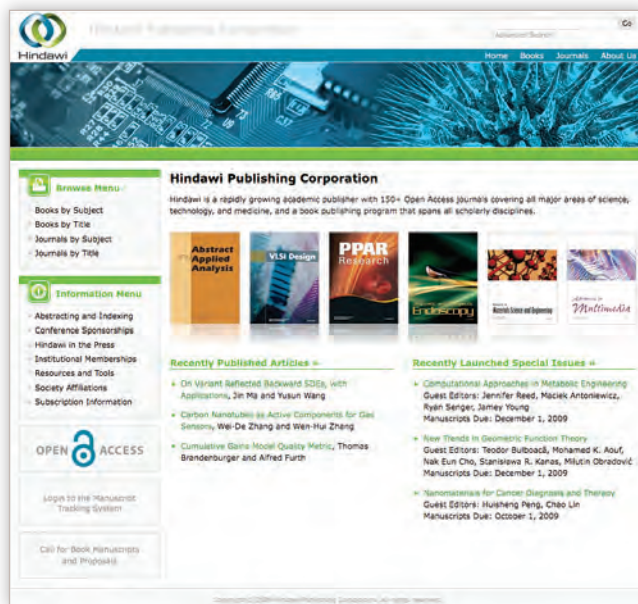 Hindawi Publishing Corporation
Go
Advanced Search
Hindawi
Home Books Journals About Us
Browse Menu
Books by Subject
Books by Title
Journals by Subject
Journals by Title
Information Menu
Abstracting and Indexing
Conference Sponsorships
Hindawi in the Press
Institutional Memberships
Resources and Tools
Society Affiliations
Subscription Information
OPEN ACCESS
Login to the Manuscript
Tracking System
Call for Book Manuscripts
and Proposals
Hindawi Publishing Corporation
Hindawi is a rapidly growing academic publisher with 150+ Open Access journals covering all major areas of science,
technology, and medicine, and a book publishing program that spans all scholarly disciplines.
Abstract
Applied
Analysis
VLSI Design
PPAR
Research
Endoscopy
Materials Science and Engineering
Multimedia
Recently Published Articles »
On Variant Reflected Backward SDEs, with
Applications, Jin Ma and Yusun Wang
Carbon Nanotubes as Active Components for Gas
Sensors, Wei-De Zhang and Wen-Hui Zhang
Cumulative Gains Model Quality Metric, Thomas
Brandenburger and Alfred Furth
Recently Launched Special Issues »
Computational Approaches in Metabolic Engineering
Guest Editors: Jennifer Reed, Maciek Antoniewicz,
Ryan Senger, Jamey Young
Manuscripts Due: December 1, 2009
New Trends in Geometric Function Theory
Guest Editors: Teodor Bulboacă, Mohamed K. Aouf,
Nak Eun Cho, Stanisława R. Kanas, Milutin Obradović
Manuscripts Due: December 1, 2009
Nanomaterials for Cancer Diagnosis and Therapy
Guest Editors: Huisheng Peng, Chao Lin
Manuscripts Due: October 1, 2009